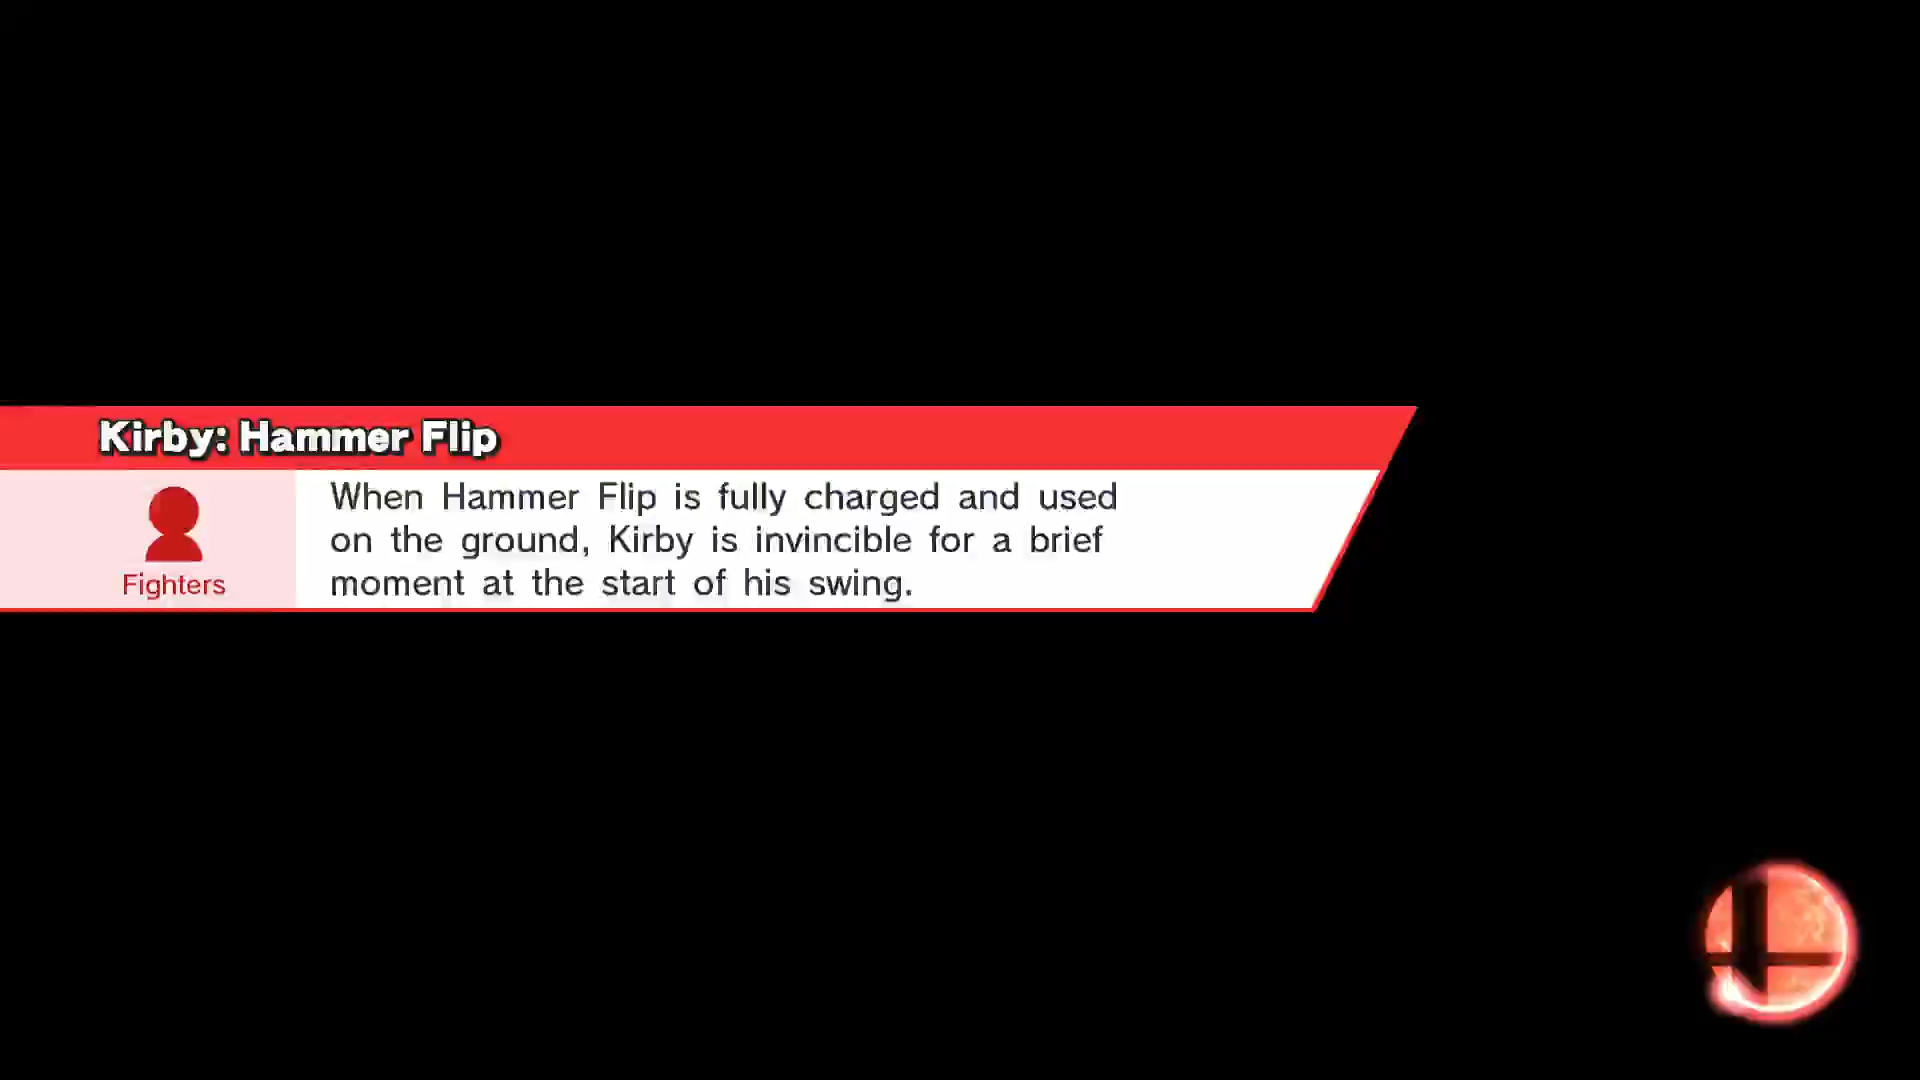 Kirby: Hammer Flip
Fighters
When Hammer Flip is fully charged and used
on the ground, Kirby is invincible for a brief
moment at the start of his swing.